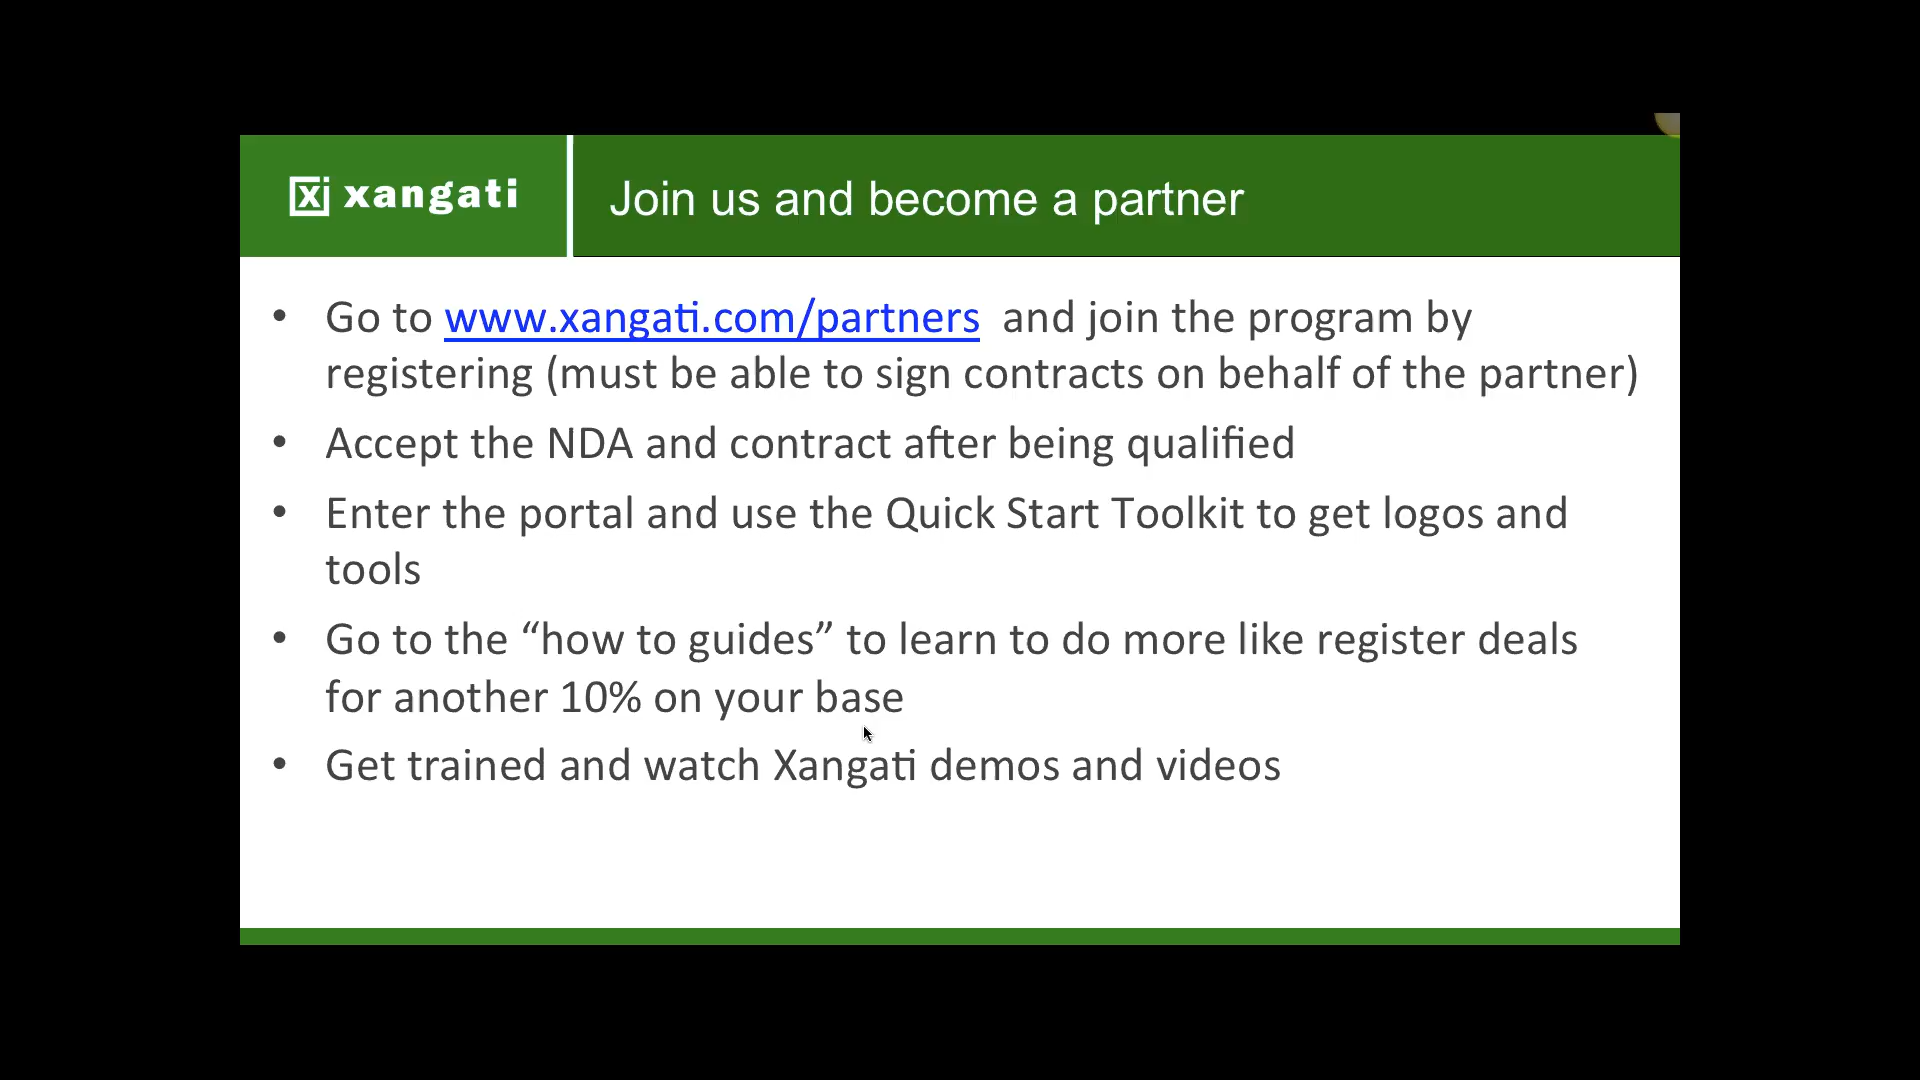 xi xangati
Join us and become a partner
• Go to www.xangati.com/partners and join the program by
registering (must be able to sign contracts on behalf of the partner)
• Accept the NDA and contract after being qualified
• Enter the portal and use the Quick Start Toolkit to get logos and
tools
• Go to the “how to guides” to learn to do more like register deals
for another 10% on your base
• Get trained and watch Xangati demos and videos